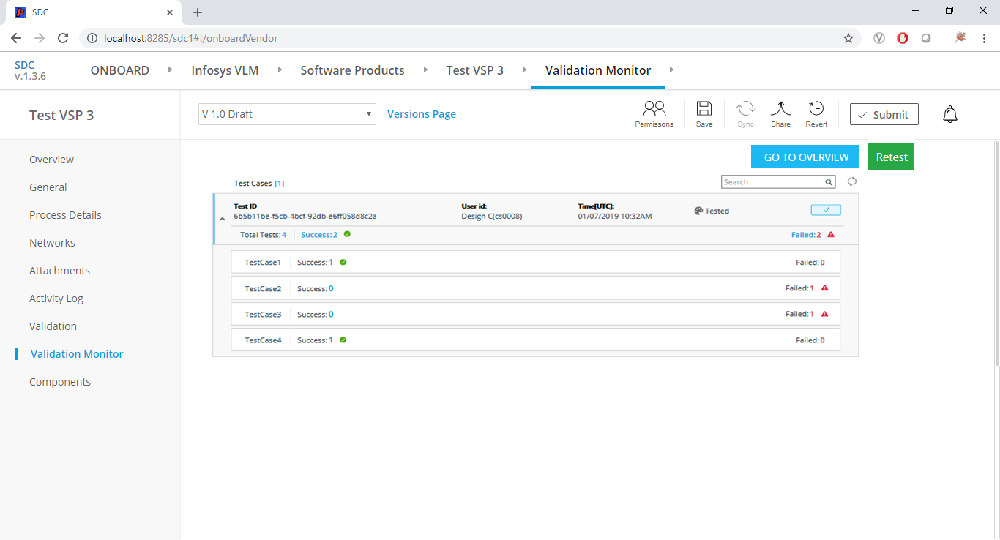 SDC
localhost:8285/sdc1#!/onboardVendor
SDC
v.1.3.6
ONBOARD
Infosys VLM
Software Products
Test VSP 3
Validation Monitor
Test VSP 3
V 1.0 Draft
Versions Page
Permissons
Save
Sync
Share
Revert
Submit
Overview
General
Process Details
Networks
Attachments
Activity Log
Validation
Validation Monitor
Components
GO TO OVERVIEW
Retest
Test Cases [1]
Search
Test ID
6b5b11be-f5cb-4bcf-92db-e6ff058d8c2a
User id:
Design C(cs0008)
Time[UTC]:
01/07/2019 10:32AM
Tested
Total Tests: 4
Success: 2
Failed: 2
TestCase1 Success: 1 Failed: 0
TestCase2 Success: 0 Failed: 1
TestCase3 Success: 0 Failed: 1
TestCase4 Success: 1 Failed: 0